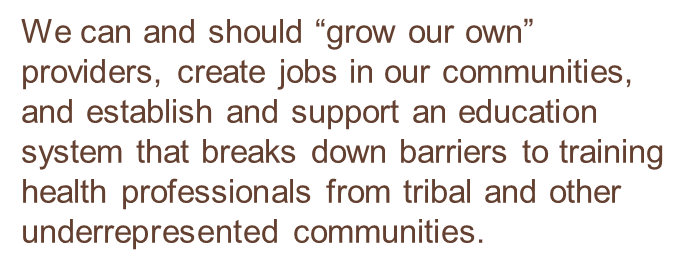 We can and should “grow our own”
providers, create jobs in our communities,
and establish and support an education
system that breaks down barriers to training
health professionals from tribal and other
underrepresented communities.